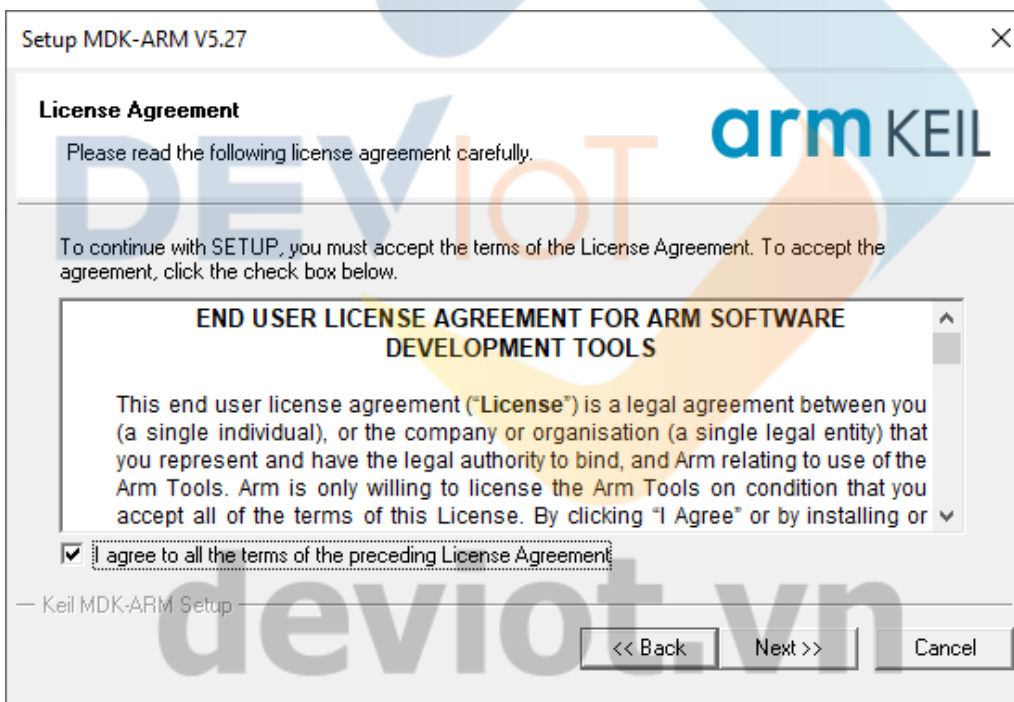 Setup MDK-ARM V5.27
License Agreement
Please read the following license agreement carefully.
arm KEIL
DEVIoT
To continue with SETUP, you must accept the terms of the License Agreement. To accept the
agreement, click the check box below.
END USER LICENSE AGREEMENT FOR ARM SOFTWARE
DEVELOPMENT TOOLS
This end user license agreement (“License”) is a legal agreement between you
(a single individual), or the company or organisation (a single legal entity) that
you represent and have the legal authority to bind, and Arm relating to use of the
Arm Tools. Arm is only willing to license the Arm Tools on condition that you
accept all of the terms of this License. By clicking “I Agree” or by installing or
I agree to all the terms of the preceding License Agreement
Keil MDK-ARM Setup
deviot.vn
<< Back
Next >>
Cancel